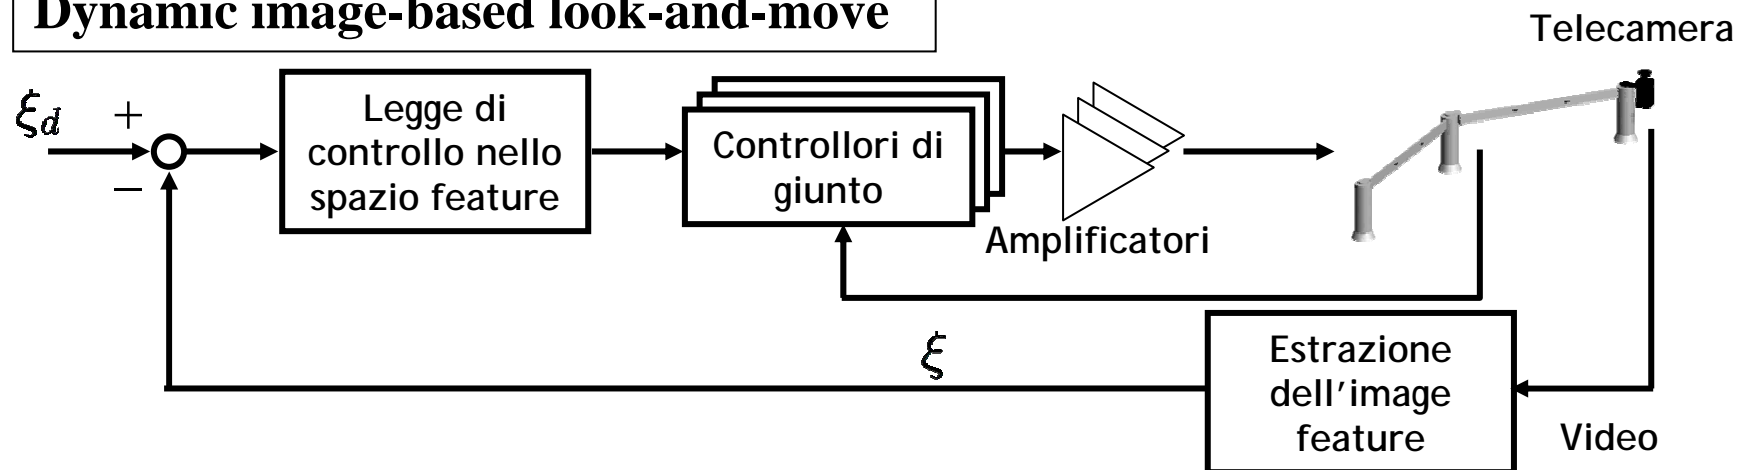 Dynamic image-based look-and-move
Telecamera
ξd
+
−
Legge di
controllo nello
spazio feature
Controllori di
giunto
Amplificatori
ξ
Estrazione
dell’image
feature
Video